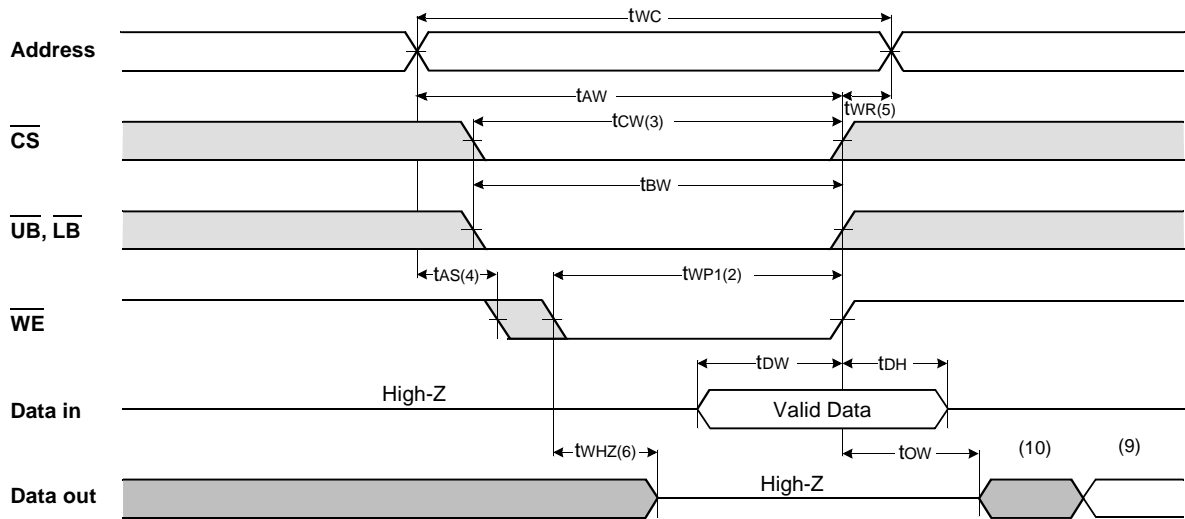 tWC
Address
tAW
tWR(5)
tCW(3)
CS
tBW
UB, LB
tAS(4)
tWP1(2)
WE
tDW
tDH
High-Z
Data in
Valid Data
tWHZ(6)
tOW
(10)
(9)
High-Z
Data out